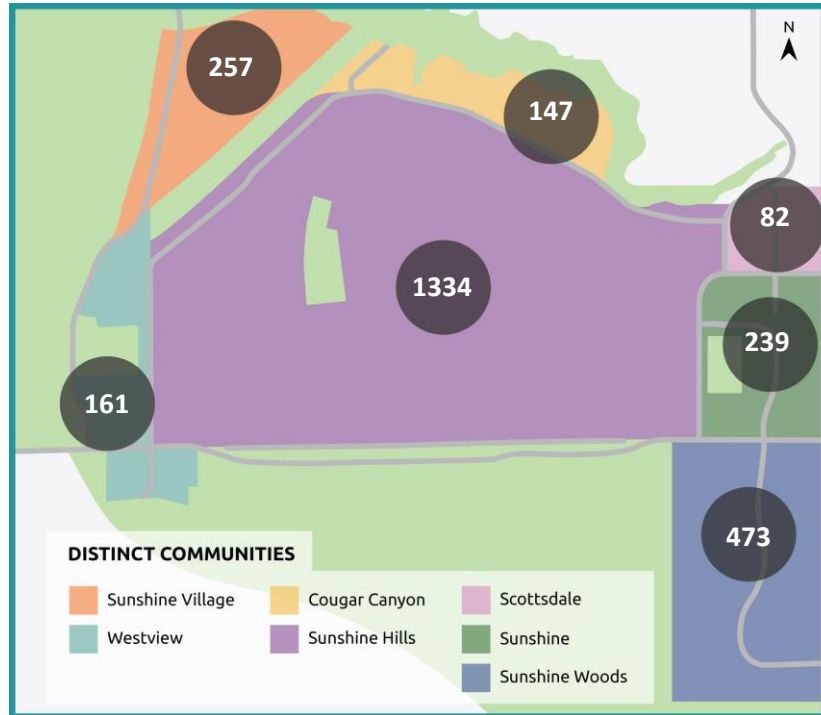 N
257
147
82
1334
239
161
473
DISTINCT COMMUNITIES
Sunshine Village
Cougar Canyon
Scottsdale
Westview
Sunshine Hills
Sunshine
Sunshine Woods